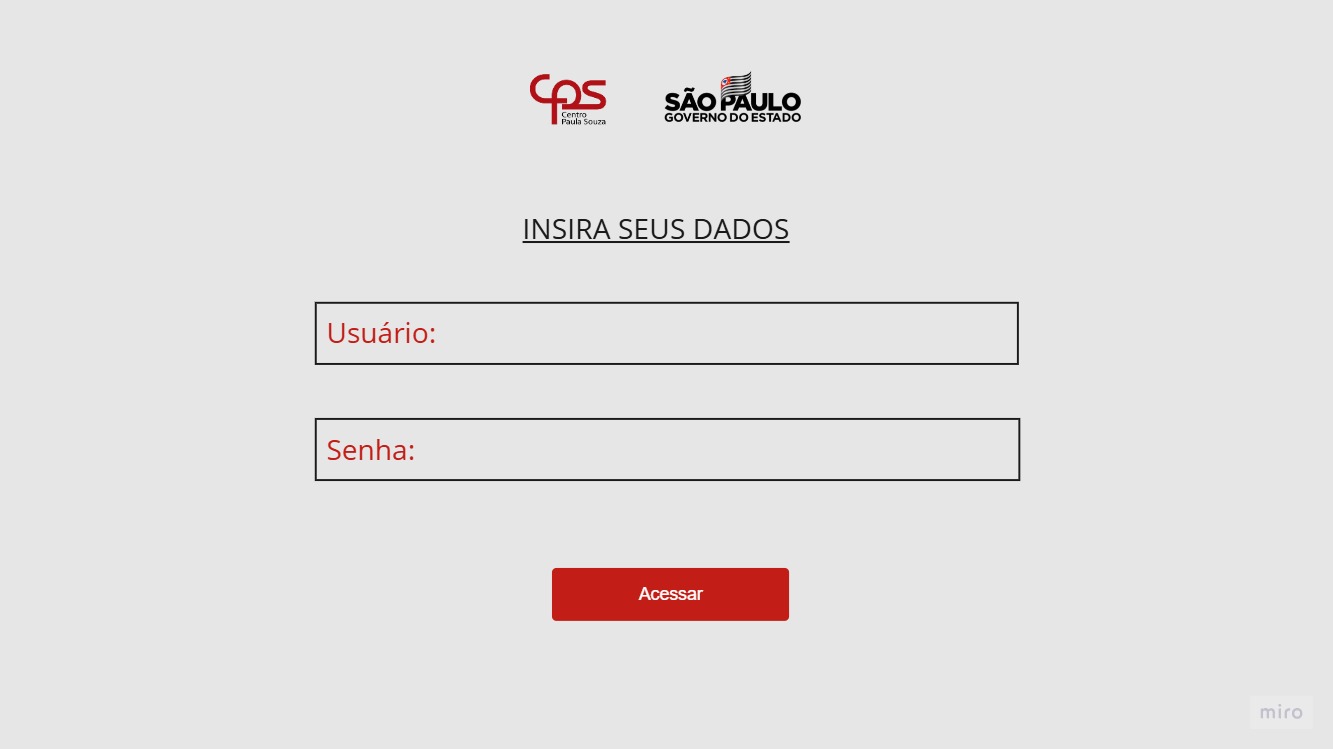 cps
Centro
Paula Souza
SÃO PAULO
GOVERNO DO ESTADO
INSIRA SEUS DADOS
Usuário:
Senha:
Acessar
miro